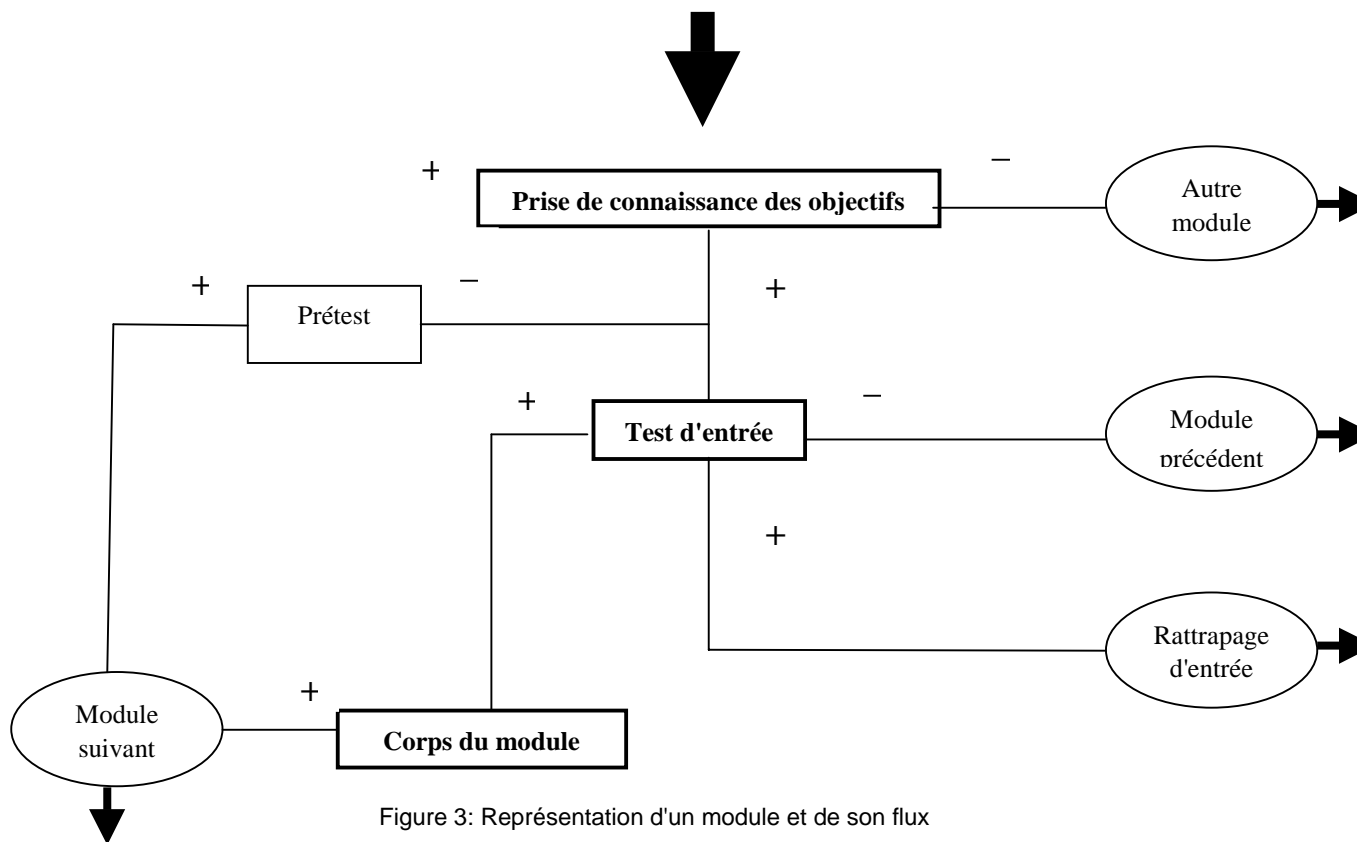 +
–
Prise de connaissance des objectifs
Autre
module
+
–
+
Prétest
+
–
Test d'entrée
Module
précédent
+
Rattrapage
d'entrée
+
Module
suivant
Corps du module
Figure 3: Représentation d'un module et de son flux